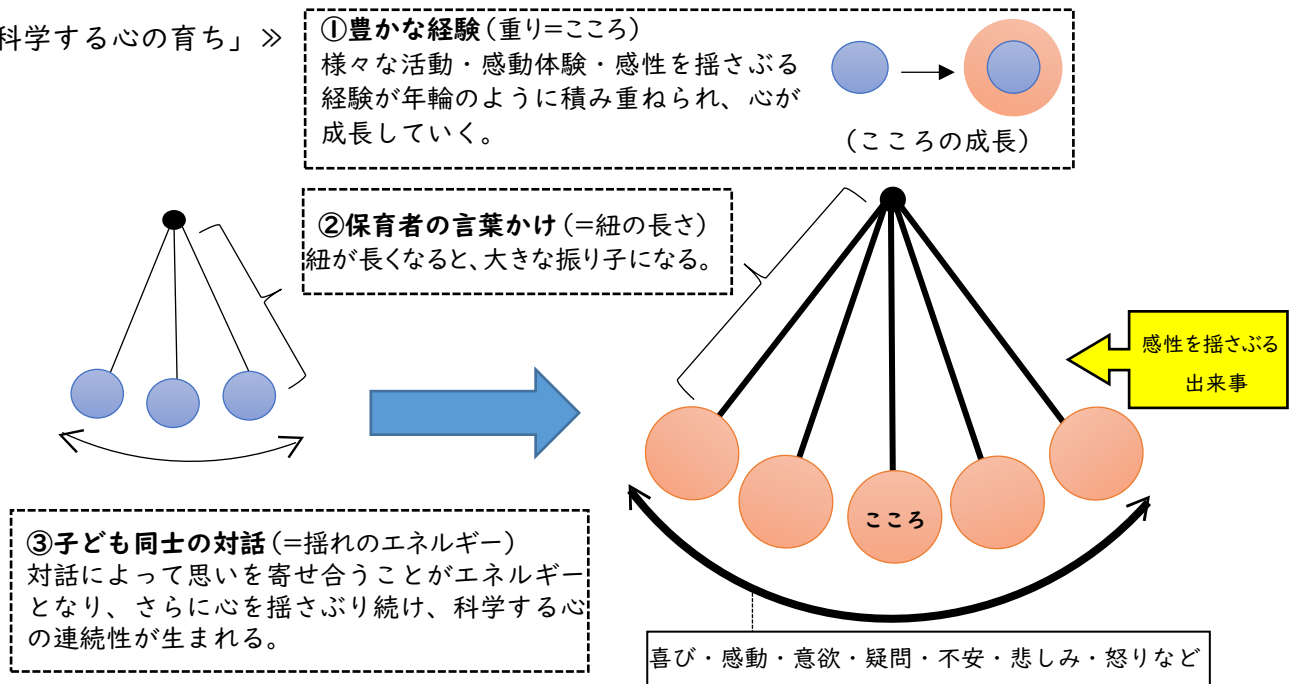 科学する心の育ち」≫
①豊かな経験(重り=こころ)
様々な活動・感動体験・感性を揺さぶる
経験が年輪のように積み重ねられ、心が
成長していく。
(こころの成長)
②保育者の言葉かけ(=紐の長さ)
紐が長くなると、大きな振り子になる。
感性を揺さぶる
出来事
こころ
③子ども同士の対話(=揺れのエネルギー)
対話によって思いを寄せ合うことがエネルギー
となり、さらに心を揺さぶり続け、科学する心
の連続性が生まれる。
喜び・感動・意欲・疑問・不安・悲しみ・怒りなど